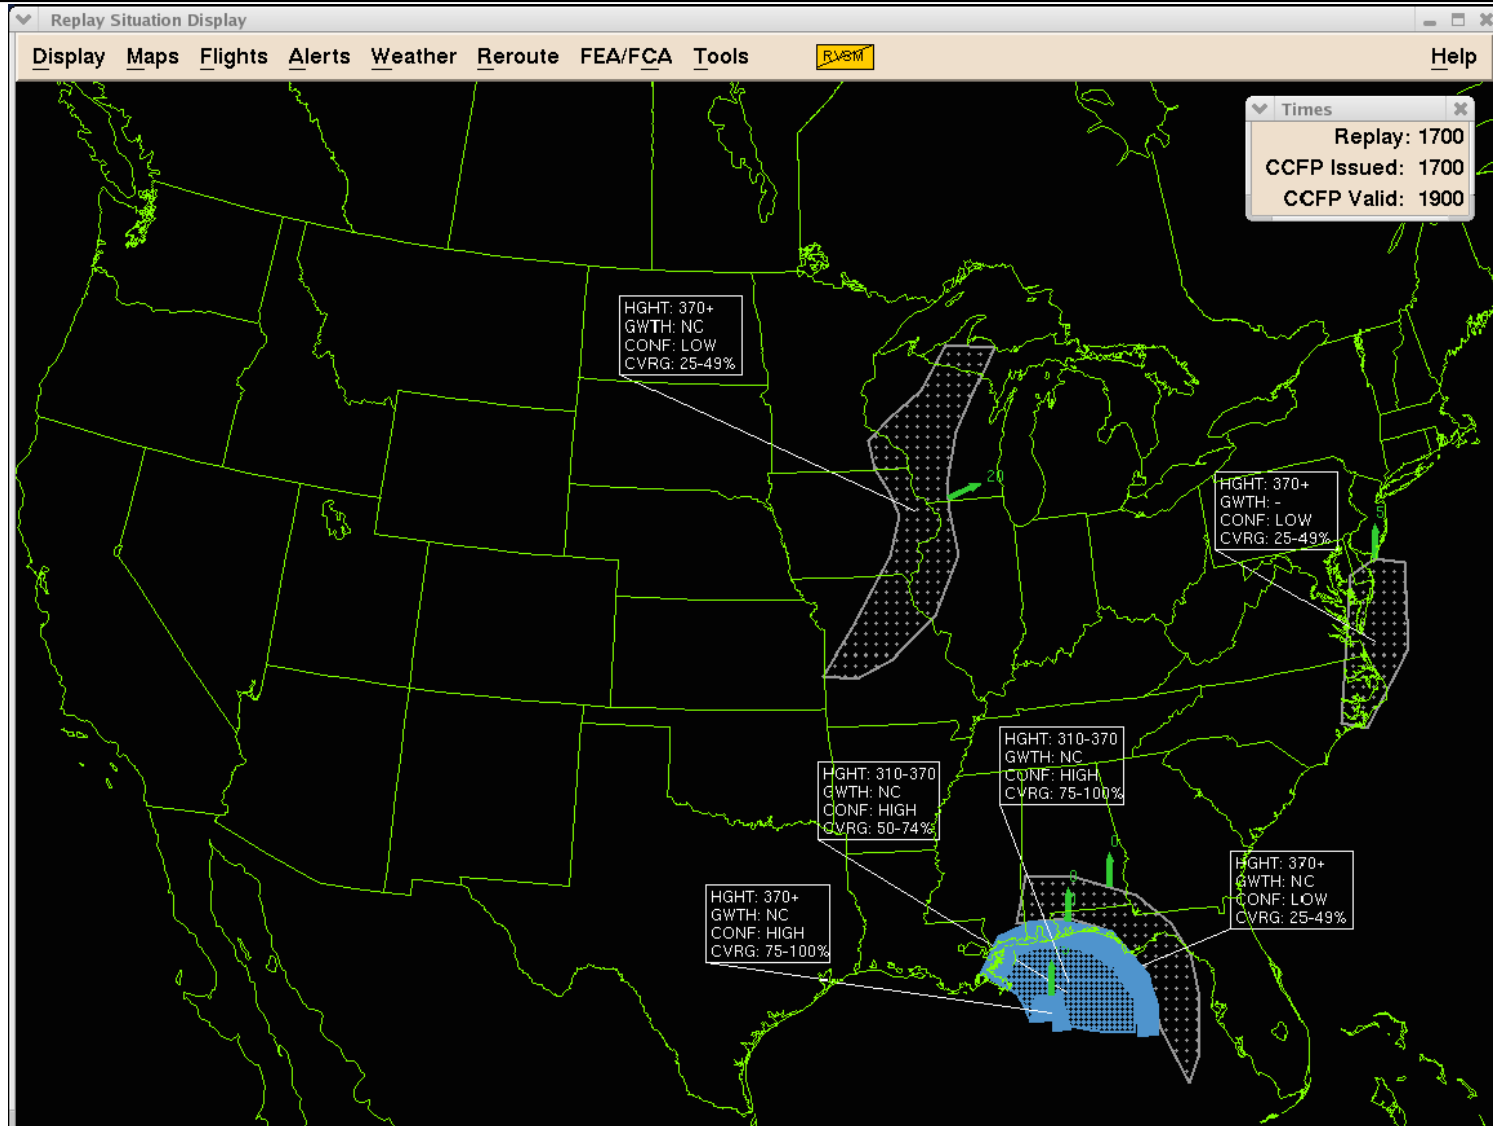 Replay Situation Display
Display Maps Flights Alerts Weather Reroute FEA/FCA Tools RVSM Help
Times
Replay: 1700
CCFP Issued: 1700
CCFP Valid: 1900
HGHT: 370+
GWTH: NC
CONF: LOW
CVRG: 25-49%
20
HGHT: 370+
GWTH: -
CONF: LOW
CVRG: 25-49%
5
HGHT: 310-370
GWTH: NC
CONF: HIGH
CVRG: 75-100%
HGHT: 310-370
GWTH: NC
CONF: HIGH
CVRG: 50-74%
0
HGHT: 370+
GWTH: NC
CONF: LOW
CVRG: 25-49%
HGHT: 370+
GWTH: NC
CONF: HIGH
CVRG: 75-100%